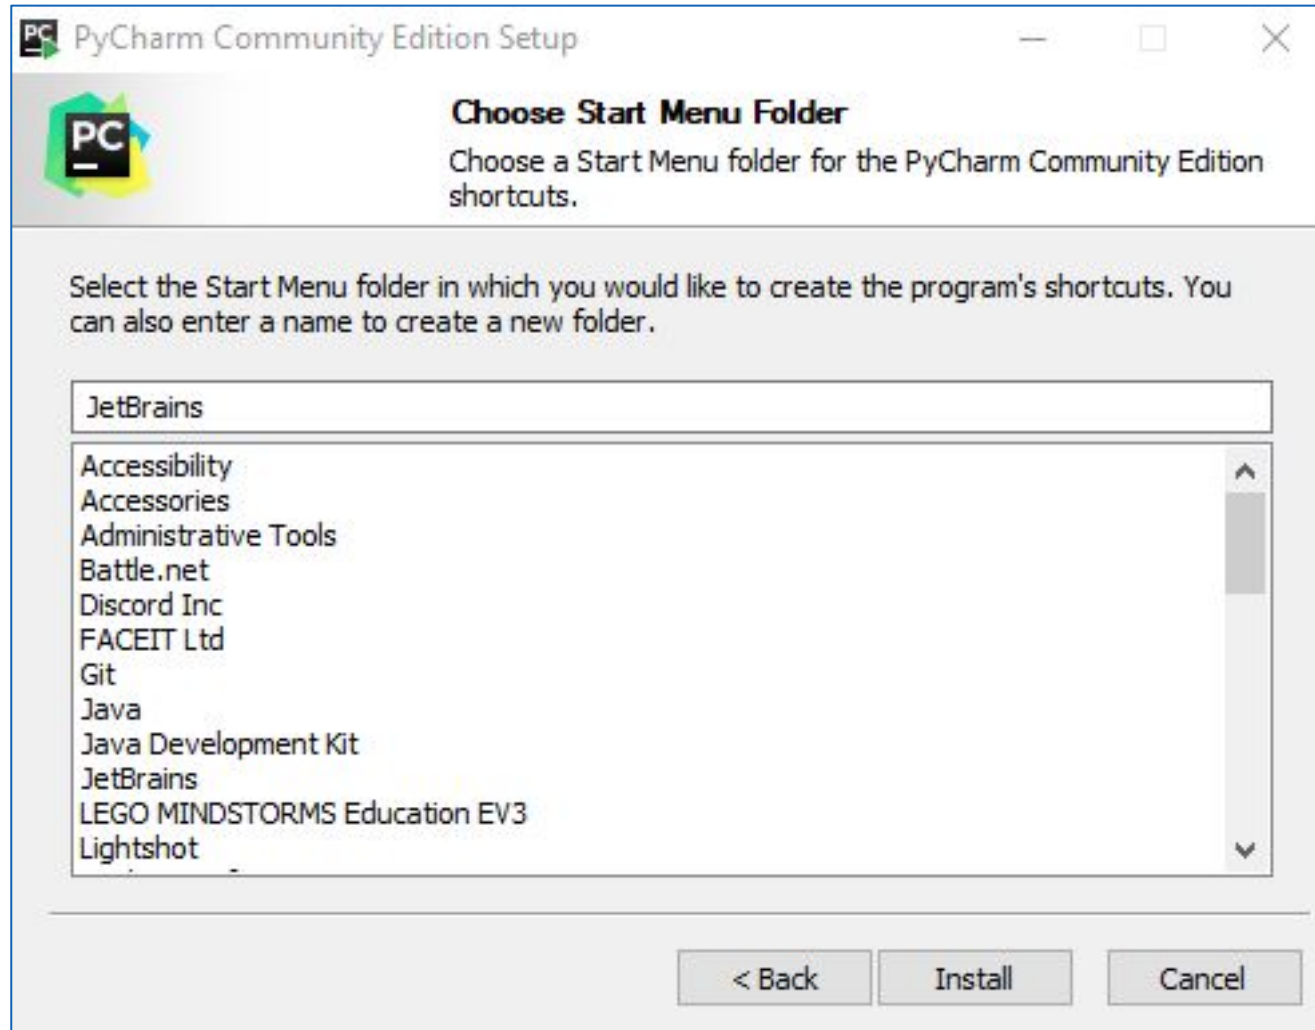 PC PyCharm Community Edition Setup
PC
Choose Start Menu Folder
Choose a Start Menu folder for the PyCharm Community Edition
shortcuts.
Select the Start Menu folder in which you would like to create the program's shortcuts. You
can also enter a name to create a new folder.
JetBrains
Accessibility
Accessories
Administrative Tools
Battle.net
Discord Inc
FACEIT Ltd
Git
Java
Java Development Kit
JetBrains
LEGO MINDSTORMS Education EV3
Lightshot
< Back Install Cancel